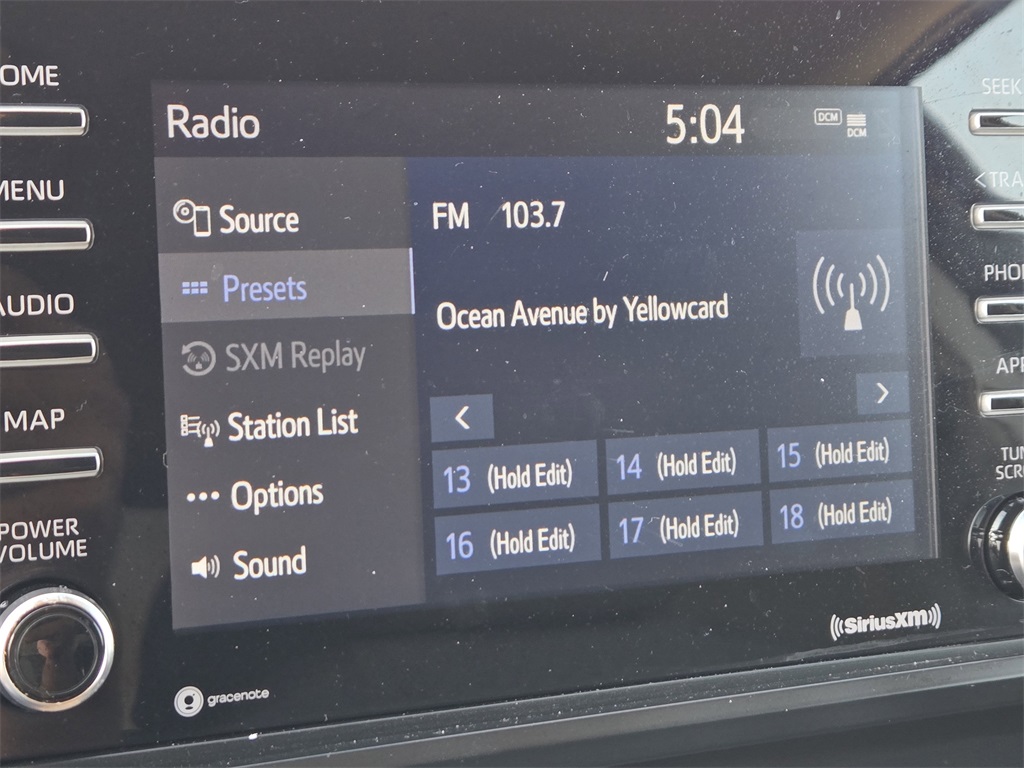 OME
MENU
AUDIO
MAP
POWER
VOLUME
Radio
5:04
DCM
DCM
Source
Presets
SXM Replay
Station List
Options
Sound
FM 103.7
Ocean Avenue by Yellowcard
<
>
13 (Hold Edit)
14 (Hold Edit)
15 (Hold Edit)
16 (Hold Edit)
17 (Hold Edit)
18 (Hold Edit)
SEEK
< TRA
PHO
APP
TUN
SCR
((SiriusXM))
gracenote